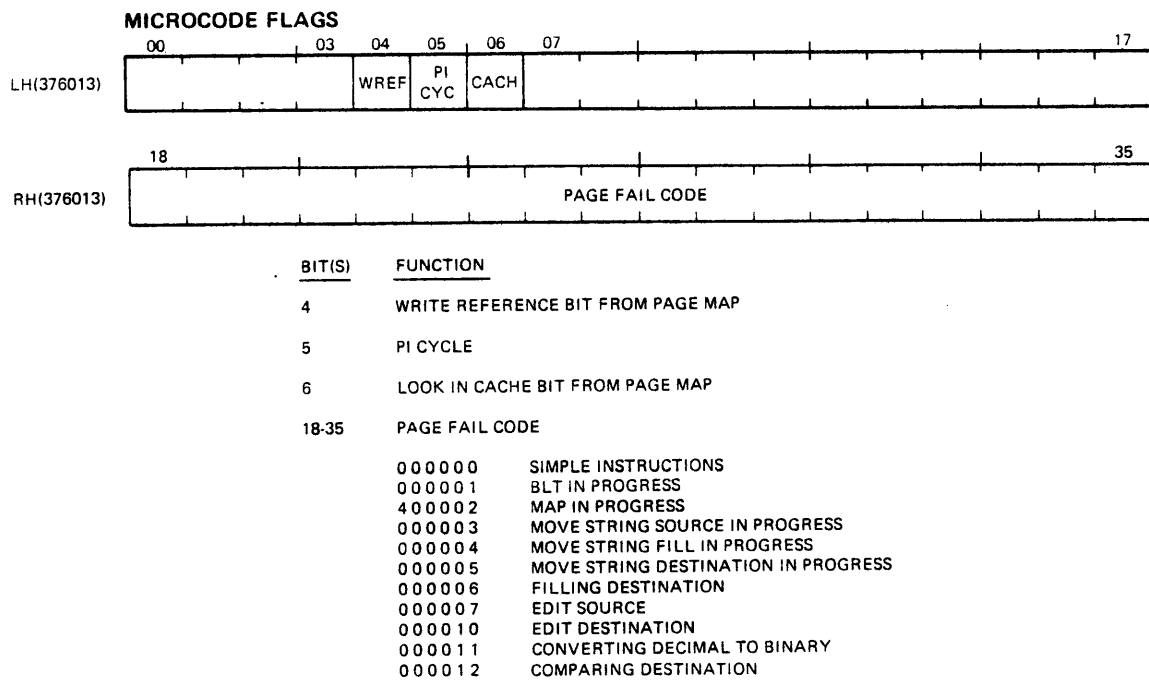 MICROCODE FLAGS
00 03 04 05 06 07 17
LH(376013) WREF PI CYC CACH
18 35
RH(376013) PAGE FAIL CODE
BIT(S) FUNCTION
4 WRITE REFERENCE BIT FROM PAGE MAP
5 PI CYCLE
6 LOOK IN CACHE BIT FROM PAGE MAP
18-35 PAGE FAIL CODE
000000 SIMPLE INSTRUCTIONS
000001 BLT IN PROGRESS
400002 MAP IN PROGRESS
000003 MOVE STRING SOURCE IN PROGRESS
000004 MOVE STRING FILL IN PROGRESS
000005 MOVE STRING DESTINATION IN PROGRESS
000006 FILLING DESTINATION
000007 EDIT SOURCE
000010 EDIT DESTINATION
000011 CONVERTING DECIMAL TO BINARY
000012 COMPARING DESTINATION